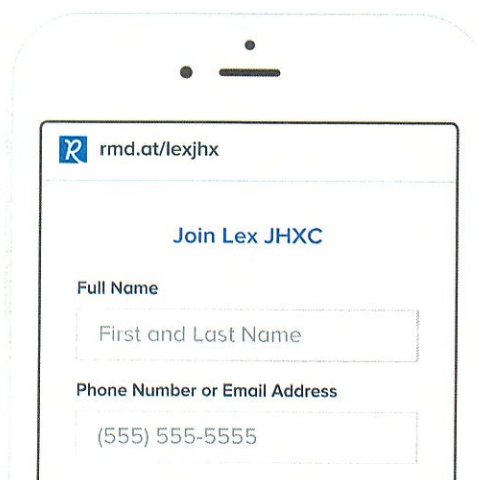 R rmd.at/lexjhx
Join Lex JHXC
Full Name
First and Last Name
Phone Number or Email Address
(555) 555-5555